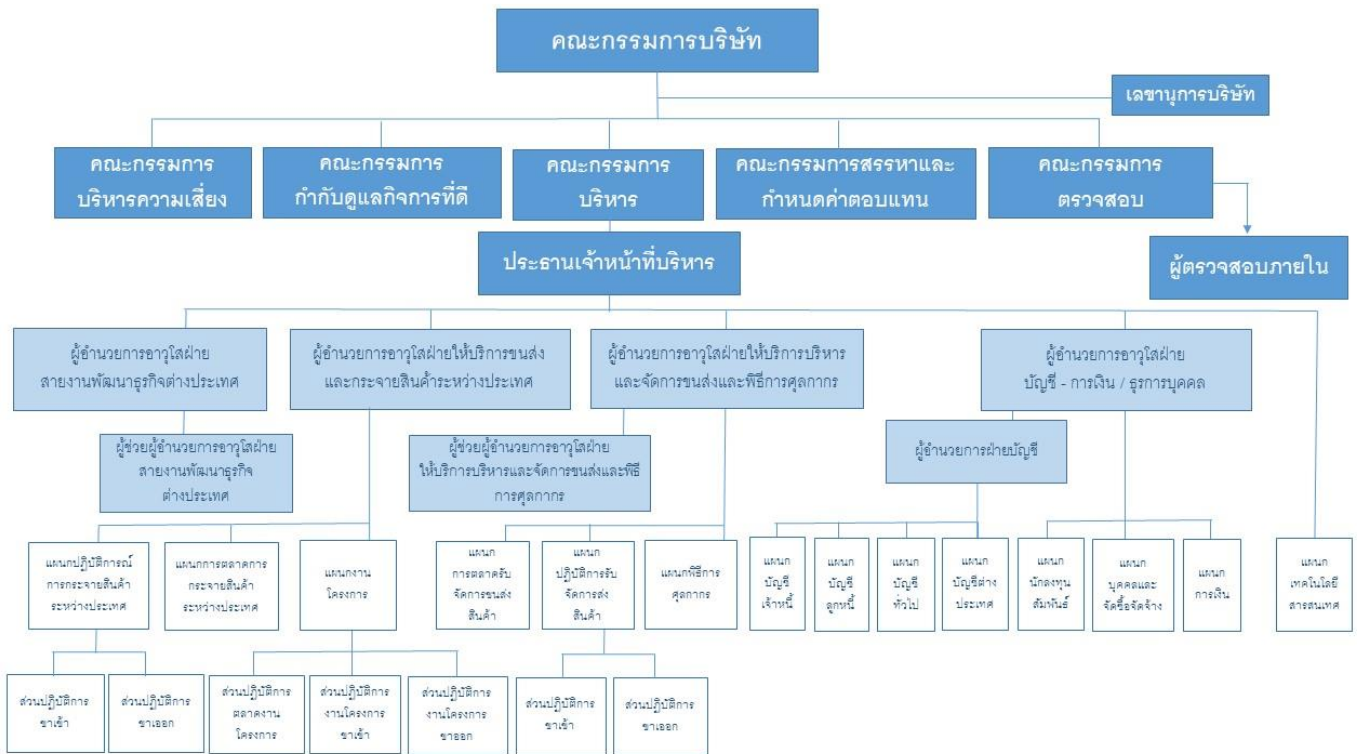 คณะกรรมการบริษัท
เลขานุการบริษัท
คณะกรรมการ
บริหารความเสี่ยง
คณะกรรมการ
กำกับดูแลกิจการที่ดี
คณะกรรมการ
บริหาร
คณะกรรมการสรรหาและ
กำหนดค่าตอบแทน
คณะกรรมการ
ตรวจสอบ
ประธานเจ้าหน้าที่บริหาร
ผู้ตรวจสอบภายใน
ผู้อำนวยการอาวุโสฝ่าย
สายงานพัฒนาธุรกิจต่างประเทศ
ผู้อำนวยการอาวุโสฝ่ายให้บริการขนส่ง
และกระจายสินค้าระหว่างประเทศ
ผู้อำนวยการอาวุโสฝ่ายให้บริการบริหาร
และจัดการขนส่งและพิธีการศุลกากร
ผู้อำนวยการอาวุโสฝ่าย
บัญชี - การเงิน / ธุรการบุคคล
ผู้ช่วยผู้อำนวยการอาวุโสฝ่าย
สายงานพัฒนาธุรกิจ
ต่างประเทศ
ผู้ช่วยผู้อำนวยการอาวุโสฝ่าย
ให้บริการบริหารและจัดการขนส่งและพิธี
การศุลกากร
ผู้อำนวยการฝ่ายบัญชี
แผนกปฏิบัติการณ์
การกระจายสินค้า
ระหว่างประเทศ
แผนกการตลาดการ
กระจายสินค้า
ระหว่างประเทศ
แผนกงาน
โครงการ
แผนก
การตลาดรับ
จัดการขนส่ง
สินค้า
แผนก
ปฏิบัติการรับ
จัดการส่ง
สินค้า
แผนกพิธีการ
ศุลกากร
แผนก
บัญชี
เจ้าหนี้
แผนก
บัญชี
ลูกหนี้
แผนก
บัญชี
ทั่วไป
แผนก
บัญชีต่าง
ประเทศ
แผนก
นักลงทุน
สัมพันธ์
แผนก
บุคคลและ
จัดซื้อจัดจ้าง
แผนก
การเงิน
แผนก
เทคโนโลยี
สารสนเทศ
ส่วนปฏิบัติการ
ขาเข้า
ส่วนปฏิบัติการ
ขาออก
ส่วนปฏิบัติการ
ตลาดงาน
โครงการ
ส่วนปฏิบัติการ
งานโครงการ
ขาเข้า
ส่วนปฏิบัติการ
งานโครงการ
ขาออก
ส่วนปฏิบัติการ
ขาเข้า
ส่วนปฏิบัติการ
ขาออก